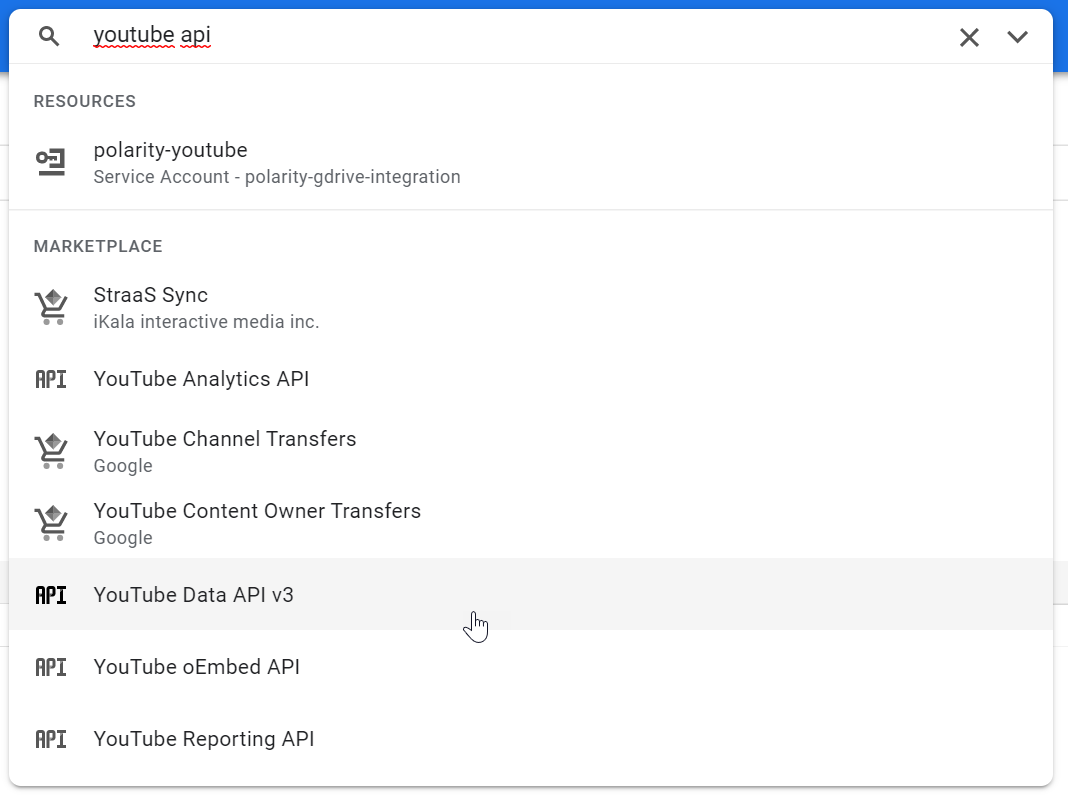 youtube api
RESOURCES
polarity-youtube
Service Account - polarity-gdrive-integration
MARKETPLACE
StraaS Sync
iKala interactive media inc.
API YouTube Analytics API
YouTube Channel Transfers
Google
YouTube Content Owner Transfers
Google
API YouTube Data API v3
API YouTube oEmbed API
API YouTube Reporting API